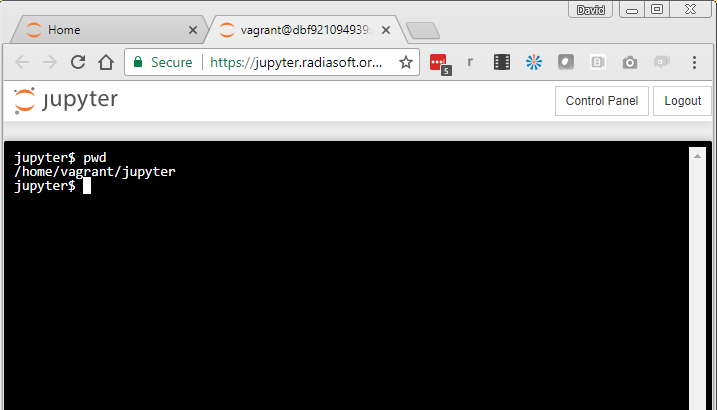 David
Home
vagrant@dbf921094939
Secure
https://jupyter.radiasoft.or...
r
5
B
jupyter
Control Panel
Logout
jupyter$ pwd
/home/vagrant/jupyter
jupyter$